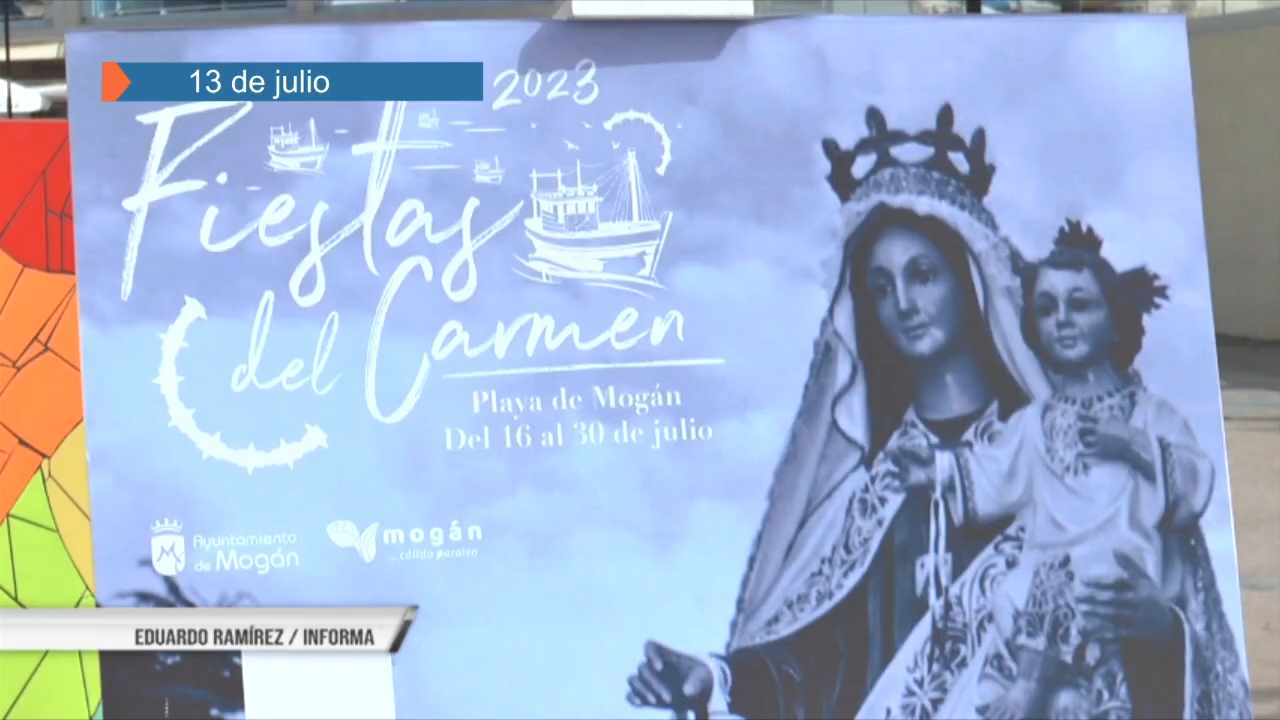 13 de julio
2023
Fiestas
del Carmen
Playa de Mogán
Del 16 al 30 de julio
Ayuntamiento
de Mogán
mogán
...cálido paraíso
EDUARDO RAMÍREZ / INFORMA